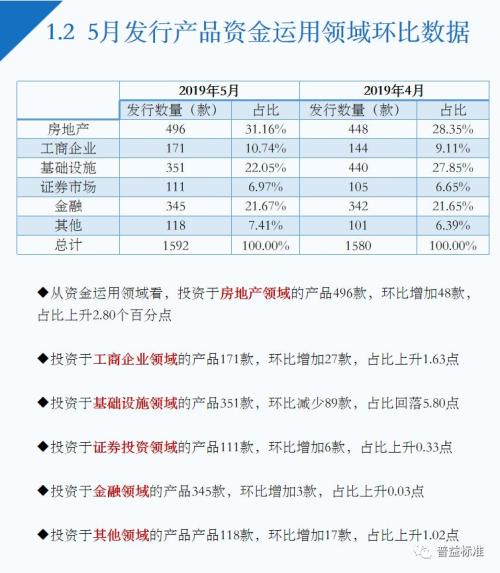 1.2 5月发行产品资金运用领域环比数据
2019年5月 2019年4月
发行数量（款） 占比 发行数量（款） 占比
房地产 496 31.16% 448 28.35%
工商企业 171 10.74% 144 9.11%
基础设施 351 22.05% 440 27.85%
证券市场 111 6.97% 105 6.65%
金融 345 21.67% 342 21.65%
其他 118 7.41% 101 6.39%
总计 1592 100.00% 1580 100.00%
◆从资金运用领域看，投资于房地产领域的产品496款，环比增加48款，
占比上升2.80个百分点
◆投资于工商企业领域的产品171款，环比增加27款，占比上升1.63点
◆投资于基础设施领域的产品351款，环比减少89款，占比回落5.80点
◆投资于证券投资领域的产品111款，环比增加6款，占比上升0.33点
◆投资于金融领域的产品345款，环比增加3款，占比上升0.03点
◆投资于其他领域的产品产品118款，环比增加17款，占比上升1.02点
普益标准